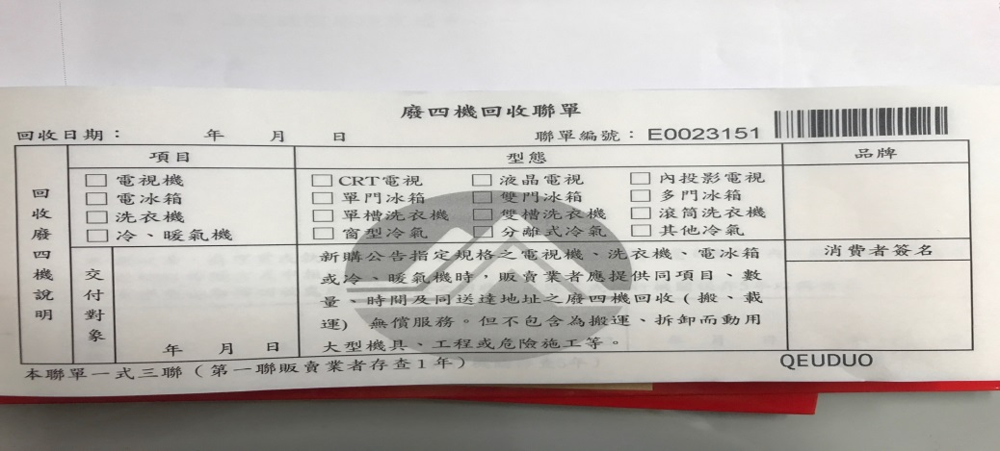 廢四機回收聯單
回收日期： 年 月 日 聯單編號：E0023151
回收廢四機說明
項目 型態 品牌
□電視機 □CRT電視 □液晶電視 □內投影電視
□電冰箱 □單門冰箱 □雙門冰箱 □多門冰箱
□洗衣機 □單槽洗衣機 □雙槽洗衣機 □滾筒洗衣機
□冷、暖氣機 □窗型冷氣 □分離式冷氣 □其他冷氣
交付對象
年 月 日
新購公告指定規格之電視機、洗衣機、電冰箱
或冷、暖氣機時，販賣業者應提供同項目、數
量、時間及同送達地址之廢四機回收(搬、載
運)無償服務。但不包含為搬運、拆卸而動用
大型機具、工程或危險施工等。
消費者簽名
本聯單一式三聯(第一聯販賣業者存查1年)
QEUDUO